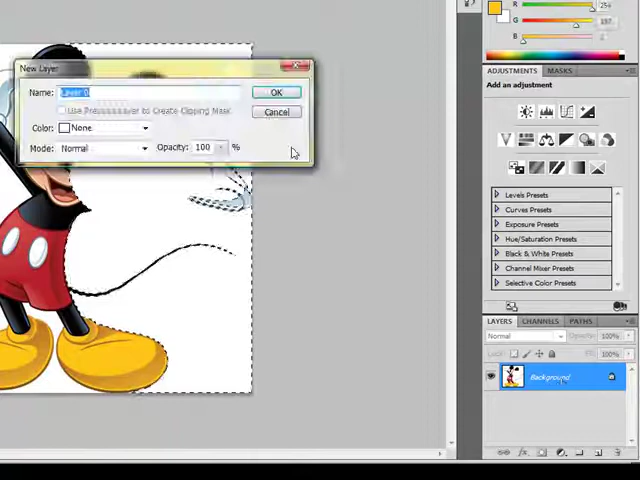 New Layer
Name: Layer 0
OK
Use Previous Layer to Create Clipping Mask
Cancel
Color: None
Mode: Normal Opacity: 100 %
R
G 197
B
ADJUSTMENTS MASKS
Add an adjustment
Levels Presets
Curves Presets
Exposure Presets
Hue/Saturation Presets
Black & White Presets
Channel Mixer Presets
Selective Color Presets
LAYERS CHANNELS PATHS
Normal Opacity: 100%
Lock: Fill: 100%
Background